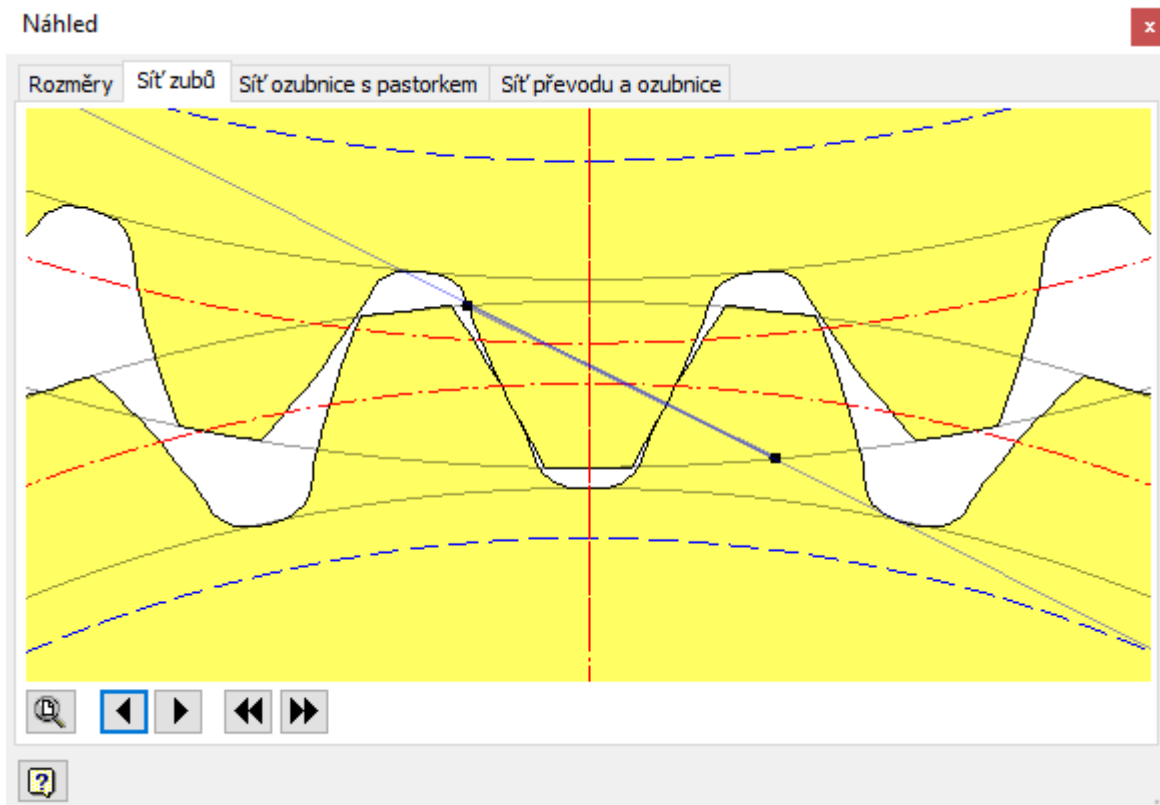 Náhled
x
Rozměry Síť zubů Síť ozubnice s pastorkem Síť převodu a ozubnice
?